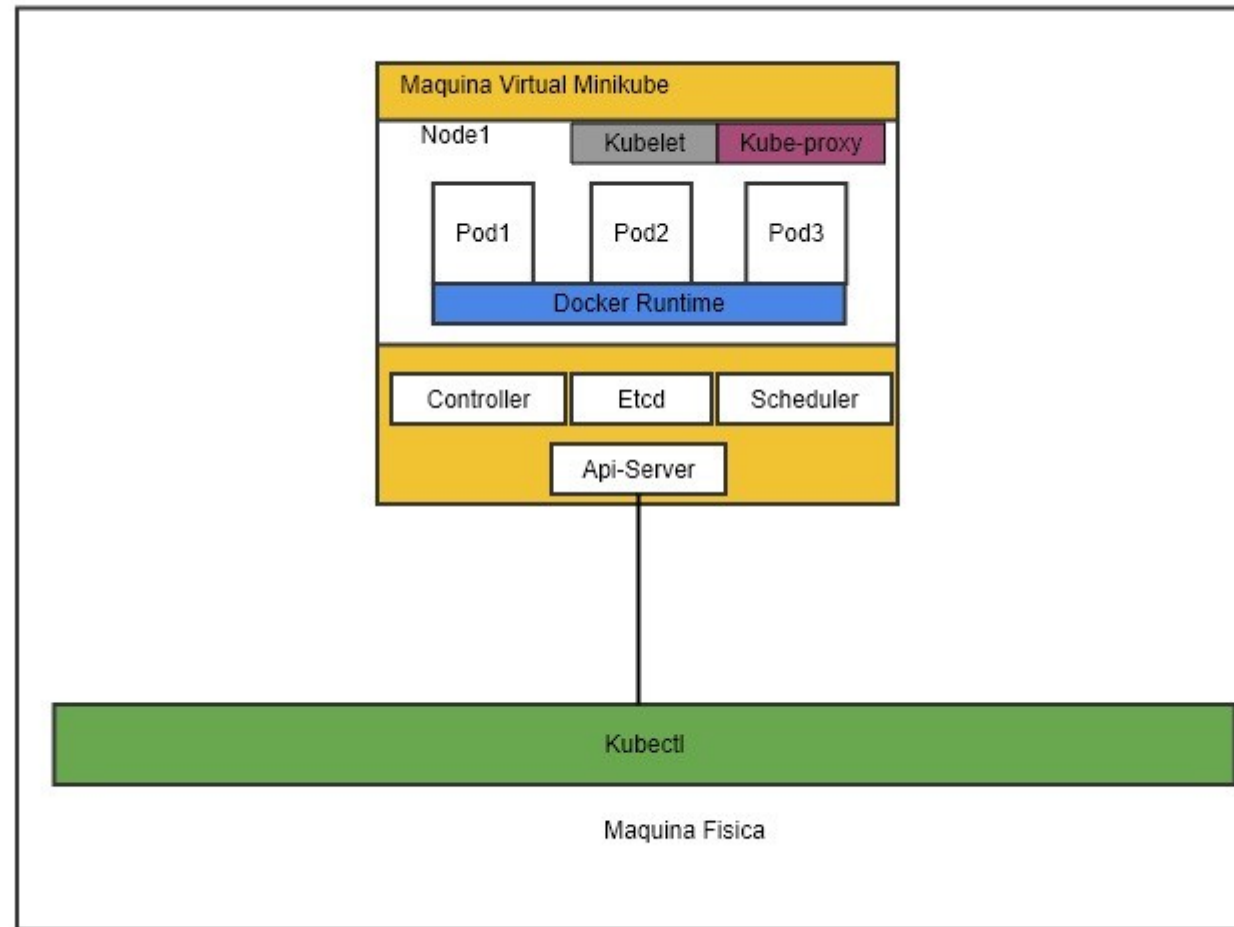 Maquina Virtual Minikube
Node1
Kubelet
Kube-proxy
Pod1
Pod2
Pod3
Docker Runtime
Controller
Etcd
Scheduler
Api-Server
Kubectl
Maquina Fisica